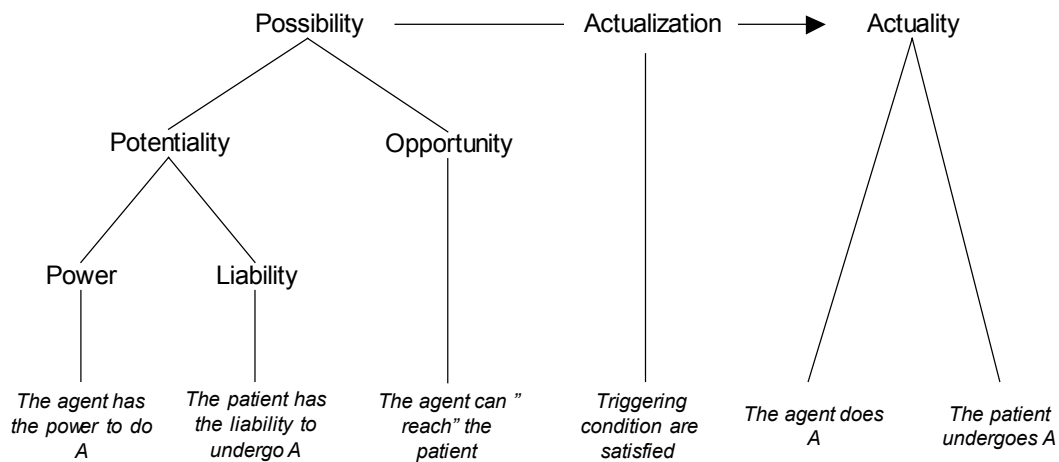 Possibility
Actualization
Actuality
Potentiality
Opportunity
Power
Liability
The agent has
the power to do
A
The patient has
the liability to
undergo A
The agent can ”
reach” the
patient
Triggering
condition are
satisfied
The agent does
A
The patient
undergoes A